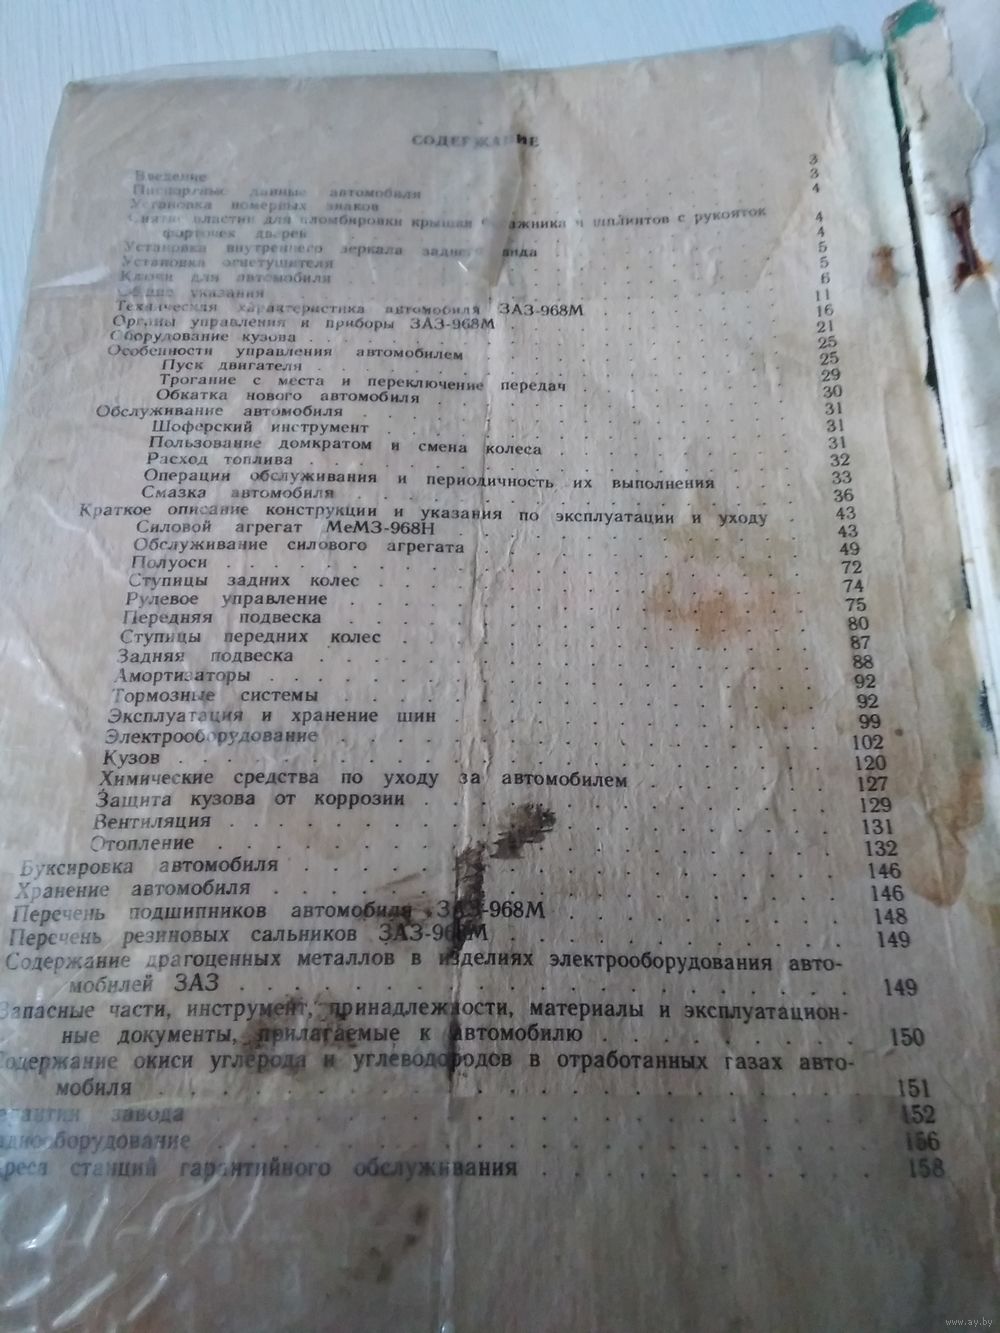 СОДЕРЖАНИЕ
Введение . . . 3
Паспортные данные автомобиля . . . 3
Установка номерных знаков . . . 4
Снятие пластин для пломбировки крышки багажника и шплинтов с рукояток
форточек дверей . . . 4
Установка внутреннего зеркала заднего вида . . . 4
Установка огнетушителя . . . 5
Ключи для автомобиля . . . 5
Общие указания . . . 6
Техническая характеристика автомобиля ЗАЗ-968М . . . 11
Органы управления и приборы ЗАЗ-968М . . . 16
Оборудование кузова . . . 21
Особенности управления автомобилем . . . 25
Пуск двигателя . . . 25
Трогание с места и переключение передач . . . 29
Обкатка нового автомобиля . . . 30
Обслуживание автомобиля . . . 31
Шоферский инструмент . . . 31
Пользование домкратом и смена колеса . . . 31
Расход топлива . . . 32
Операции обслуживания и периодичность их выполнения . . . 33
Смазка автомобиля . . . 36
Краткое описание конструкции и указания по эксплуатации и уходу . 43
Силовой агрегат МеМЗ-968Н . . . 43
Обслуживание силового агрегата . . . 49
Полуоси . . . 72
Ступицы задних колес . . . 74
Рулевое управление . . . 75
Передняя подвеска . . . 80
Ступицы передних колес . . . 87
Задняя подвеска . . . 88
Амортизаторы . . . 92
Тормозные системы . . . 92
Эксплуатация и хранение шин . . . 99
Электрооборудование . . . 102
Кузов . . . 120
Химические средства по уходу за автомобилем . . . 127
Защита кузова от коррозии . . . 129
Вентиляция . . . 131
Отопление . . . 132
Буксировка автомобиля . . . 146
Хранение автомобиля . . . 146
Перечень подшипников автомобиля ЗАЗ-968М . . . 148
Перечень резиновых сальников ЗАЗ-968М . . . 149
Содержание драгоценных металлов в изделиях электрооборудования авто-
мобилей ЗАЗ . . . 149
Запасные части, инструмент, принадлежности, материалы и эксплуатацион-
ные документы, прилагаемые к автомобилю . . . 150
Содержание окиси углерода и углеводородов в отработанных газах авто-
мобиля . . . 151
завода . . . 152
156
станций гарантийного обслуживания . . . 158
www.ay.by